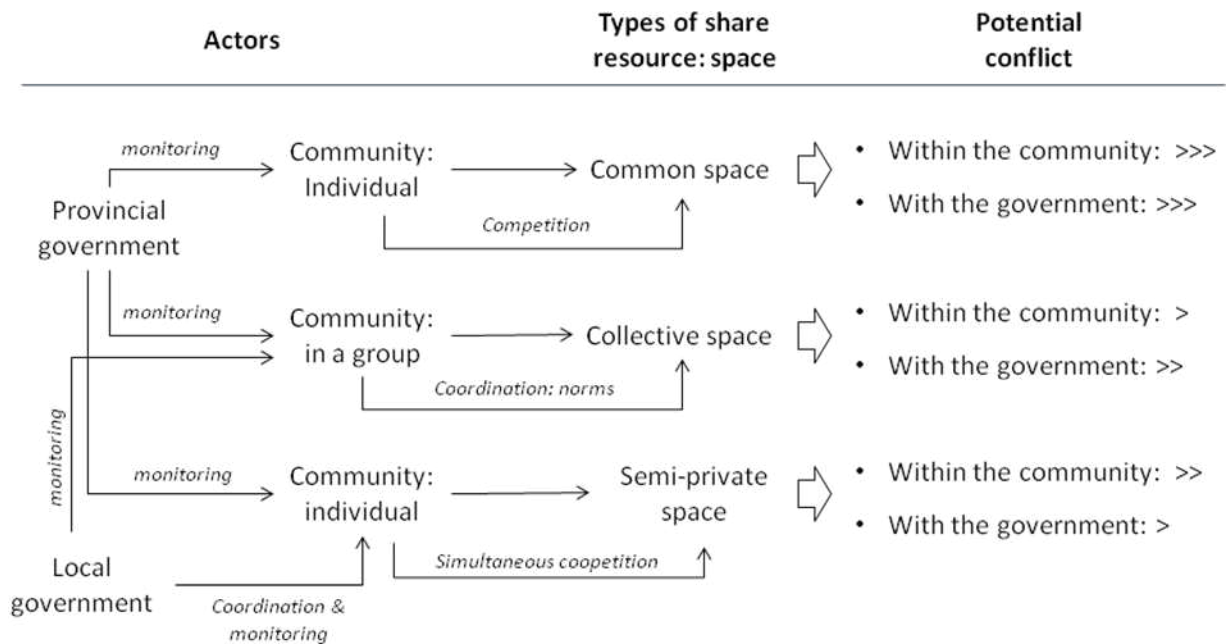 Actors
Types of share
resource: space
Potential
conflict
monitoring
Community:
Individual
Common space
• Within the community: >>>
• With the government: >>>
Provincial
government
Competition
monitoring
Community:
in a group
Collective space
• Within the community: >
• With the government: >>
Coordination: norms
monitoring
monitoring
Community:
individual
Semi-private
space
• Within the community: >>
• With the government: >
Simultaneous coopetition
Local
government
Coordination &
monitoring